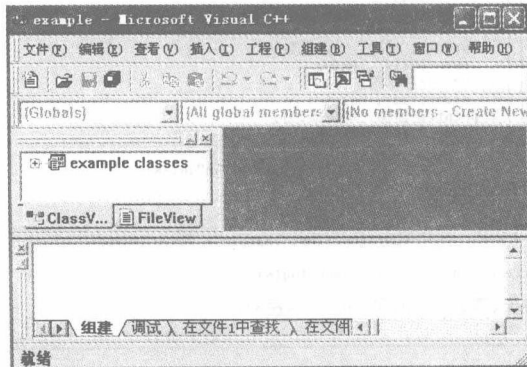 example - Microsoft Visual C++
文件(F) 编辑(E) 查看(V) 插入(I) 工程(P) 组建(B) 工具(T) 窗口(W) 帮助(H)
(Globals) (All global members (No members - Create New
example classes
ClassV... FileView
组建 调试 在文件1中查找 在文件
就绪